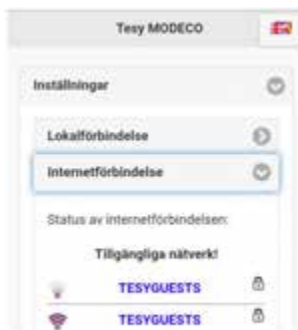 Tesy MODECO
Inställningar
Lokalförbindelse
Internetförbindelse
Status av internetförbindelsen:
Tillgängliga nätverk!
TESYGUESTS
TESYGUESTS